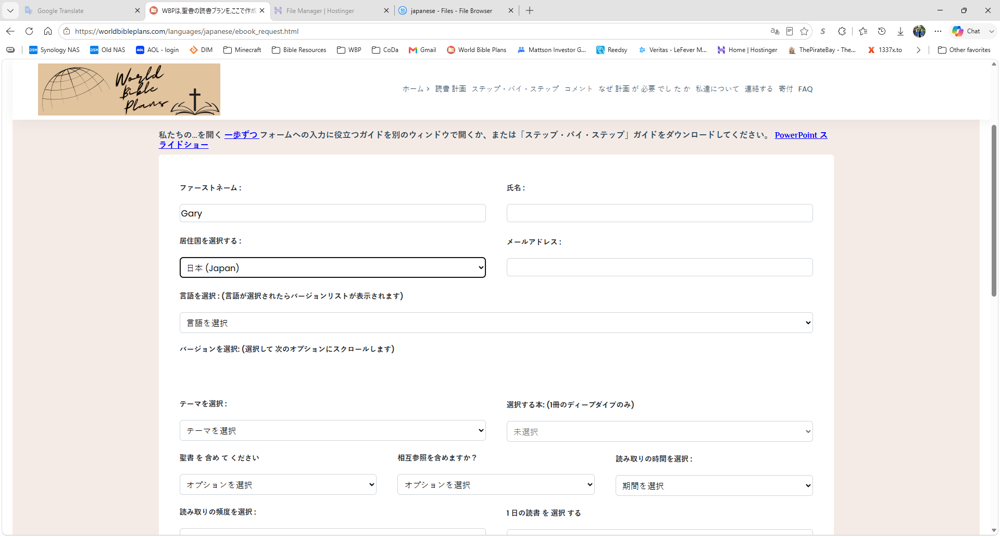 Google Translate
WBPは,聖書の読書プランを,ここで作成
File Manager | Hostinger
japanese - Files - File Browser
https://worldbibleplans.com/languages/japanese/ebook_request.html
Chat
Synology NAS
Old NAS
AOL - login
DIM
Minecraft
Bible Resources
WBP
CoDa
Gmail
World Bible Plans
Mattson Investor G...
Reedsy
Veritas - LeFever M...
Home | Hostinger
ThePirateBay - The...
1337x.to
Other favorites
World
Bible
Plans
ホーム >
読書 計画
ステップ・バイ・ステップ
コメント
なぜ 計画 が 必要 でし た か
私達について
連絡する
寄付
FAQ
私たちの...を開く 一歩ずつ フォームへの入力に役立つガイドを別のウィンドウで開くか、または「ステップ・バイ・ステップ」ガイドをダウンロードしてください。 PowerPoint ス
ライドショー
ファーストネーム :
氏名 :
Gary
居住国を選択する :
メールアドレス :
日本 (Japan)
言語を選択 : (言語が選択されたらバージョンリストが表示されます)
言語を選択
バージョンを選択: (選択して 次のオプションにスクロールします)
テーマを選択 :
選択する本: (1冊のディープダイブのみ)
テーマを選択
未選択
聖書 を 含め て ください
相互参照を含めますか？
読み取りの時間を選択 :
オプションを選択
オプションを選択
期間を選択
読み取りの頻度を選択 :
1 日の読書 を 選択 する